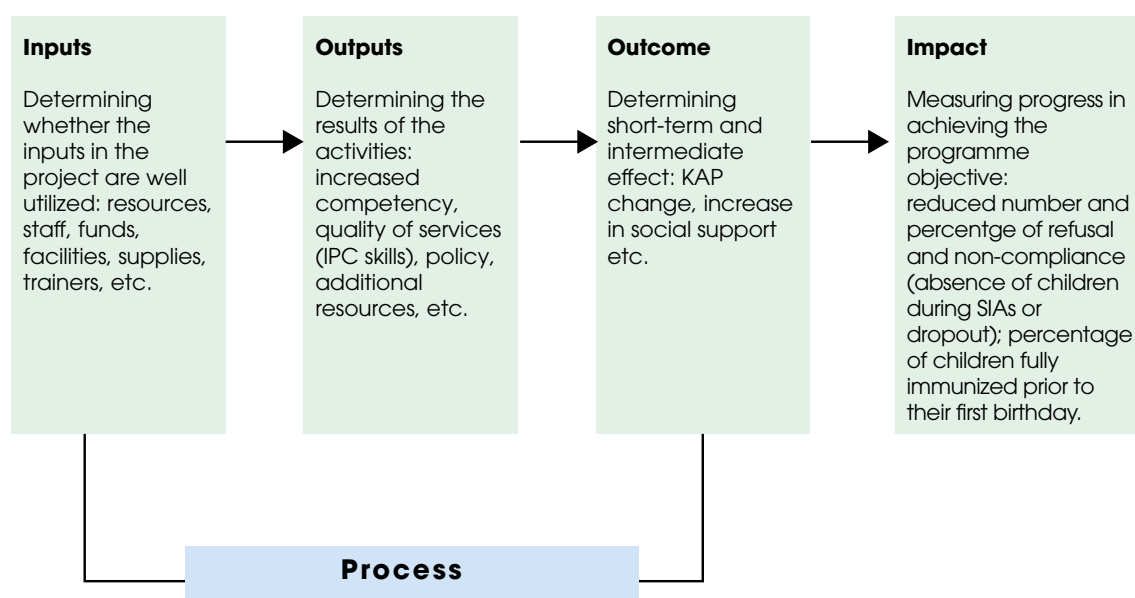 Inputs
Determining
whether the
inputs in the
project are well
utilized: resources,
staff, funds,
facilities, supplies,
trainers, etc.
Outputs
Determining the
results of the
activities:
increased
competency,
quality of services
(IPC skills), policy,
additional
resources, etc.
Outcome
Determining
short-term and
intermediate
effect: KAP
change, increase
in social support
etc.
Impact
Measuring progress in
achieving the
programme
objective:
reduced number and
percentge of refusal
and non-compliance
(absence of children
during SIAs or
dropout); percentage
of children fully
immunized prior to
their first birthday.
Process